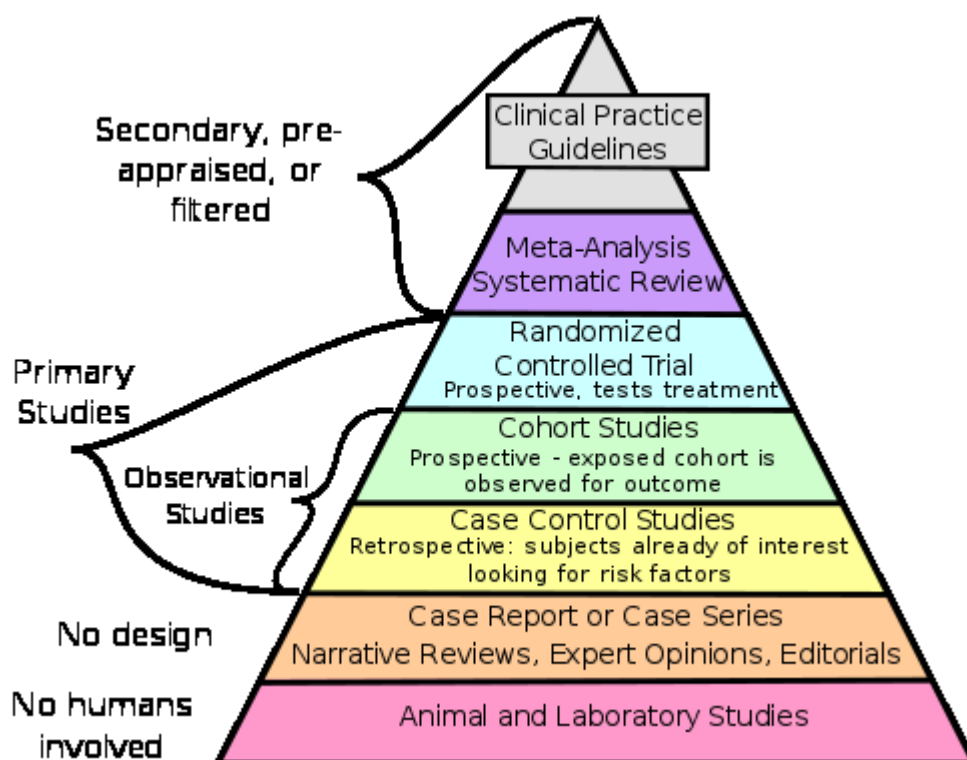 Secondary, pre-
appraised, or
filtered
Clinical Practice
Guidelines
Meta-Analysis
Systematic Review
Primary
Studies
Randomized
Controlled Trial
Prospective, tests treatment
Observational
Studies
Cohort Studies
Prospective - exposed cohort is
observed for outcome
Case Control Studies
Retrospective: subjects already of interest
looking for risk factors
No design
Case Report or Case Series
Narrative Reviews, Expert Opinions, Editorials
No humans
involved
Animal and Laboratory Studies